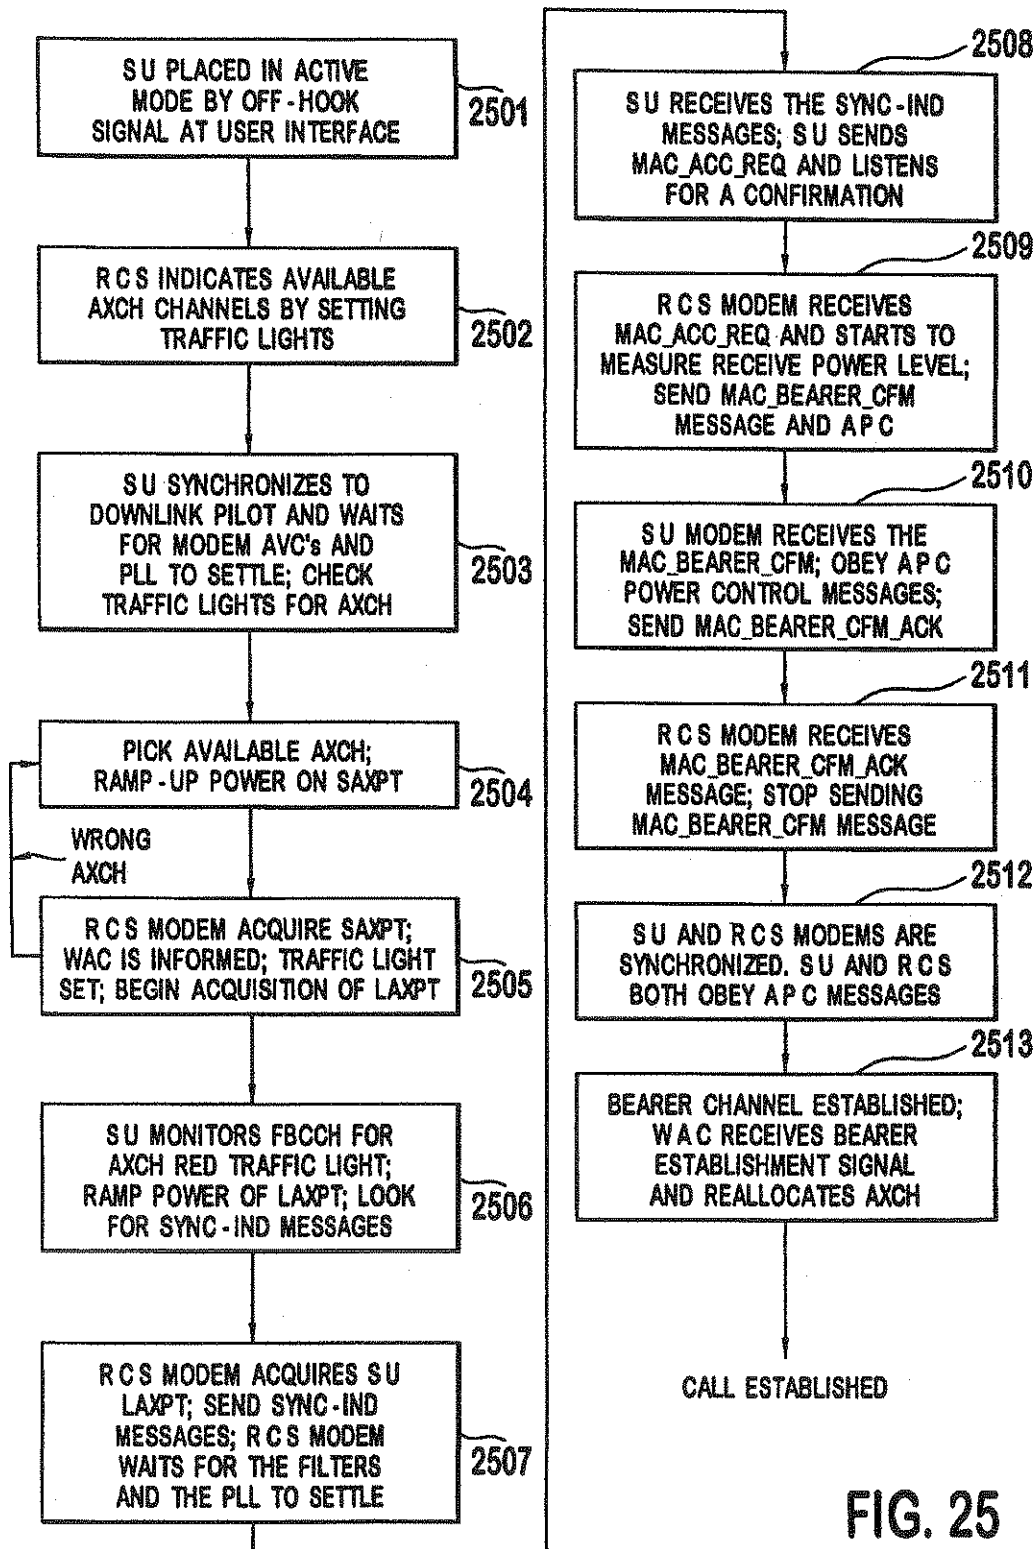 SU PLACED IN ACTIVE
MODE BY OFF-HOOK
SIGNAL AT USER INTERFACE
2501
RCS INDICATES AVAILABLE
AXCH CHANNELS BY SETTING
TRAFFIC LIGHTS
2502
SU SYNCHRONIZES TO
DOWNLINK PILOT AND WAITS
FOR MODEM AVC's AND
PLL TO SETTLE; CHECK
TRAFFIC LIGHTS FOR AXCH
2503
PICK AVAILABLE AXCH;
RAMP-UP POWER ON SAXPT
2504
WRONG
AXCH
RCS MODEM ACQUIRE SAXPT;
WAC IS INFORMED; TRAFFIC LIGHT
SET; BEGIN ACQUISITION OF LAXPT
2505
SU MONITORS FBCCH FOR
AXCH RED TRAFFIC LIGHT;
RAMP POWER OF LAXPT; LOOK
FOR SYNC-IND MESSAGES
2506
RCS MODEM ACQUIRES SU
LAXPT; SEND SYNC-IND
MESSAGES; RCS MODEM
WAITS FOR THE FILTERS
AND THE PLL TO SETTLE
2507
2508
SU RECEIVES THE SYNC-IND
MESSAGES; SU SENDS
MAC_ACC_REQ AND LISTENS
FOR A CONFIRMATION
2509
RCS MODEM RECEIVES
MAC_ACC_REQ AND STARTS TO
MEASURE RECEIVE POWER LEVEL;
SEND MAC_BEARER_CFM
MESSAGE AND APC
2510
SU MODEM RECEIVES THE
MAC_BEARER_CFM; OBEY APC
POWER CONTROL MESSAGES;
SEND MAC_BEARER_CFM_ACK
2511
RCS MODEM RECEIVES
MAC_BEARER_CFM_ACK
MESSAGE; STOP SENDING
MAC_BEARER_CFM MESSAGE
2512
SU AND RCS MODEMS ARE
SYNCHRONIZED. SU AND RCS
BOTH OBEY APC MESSAGES
2513
BEARER CHANNEL ESTABLISHED;
WAC RECEIVES BEARER
ESTABLISHMENT SIGNAL
AND REALLOCATES AXCH
CALL ESTABLISHED
FIG. 25